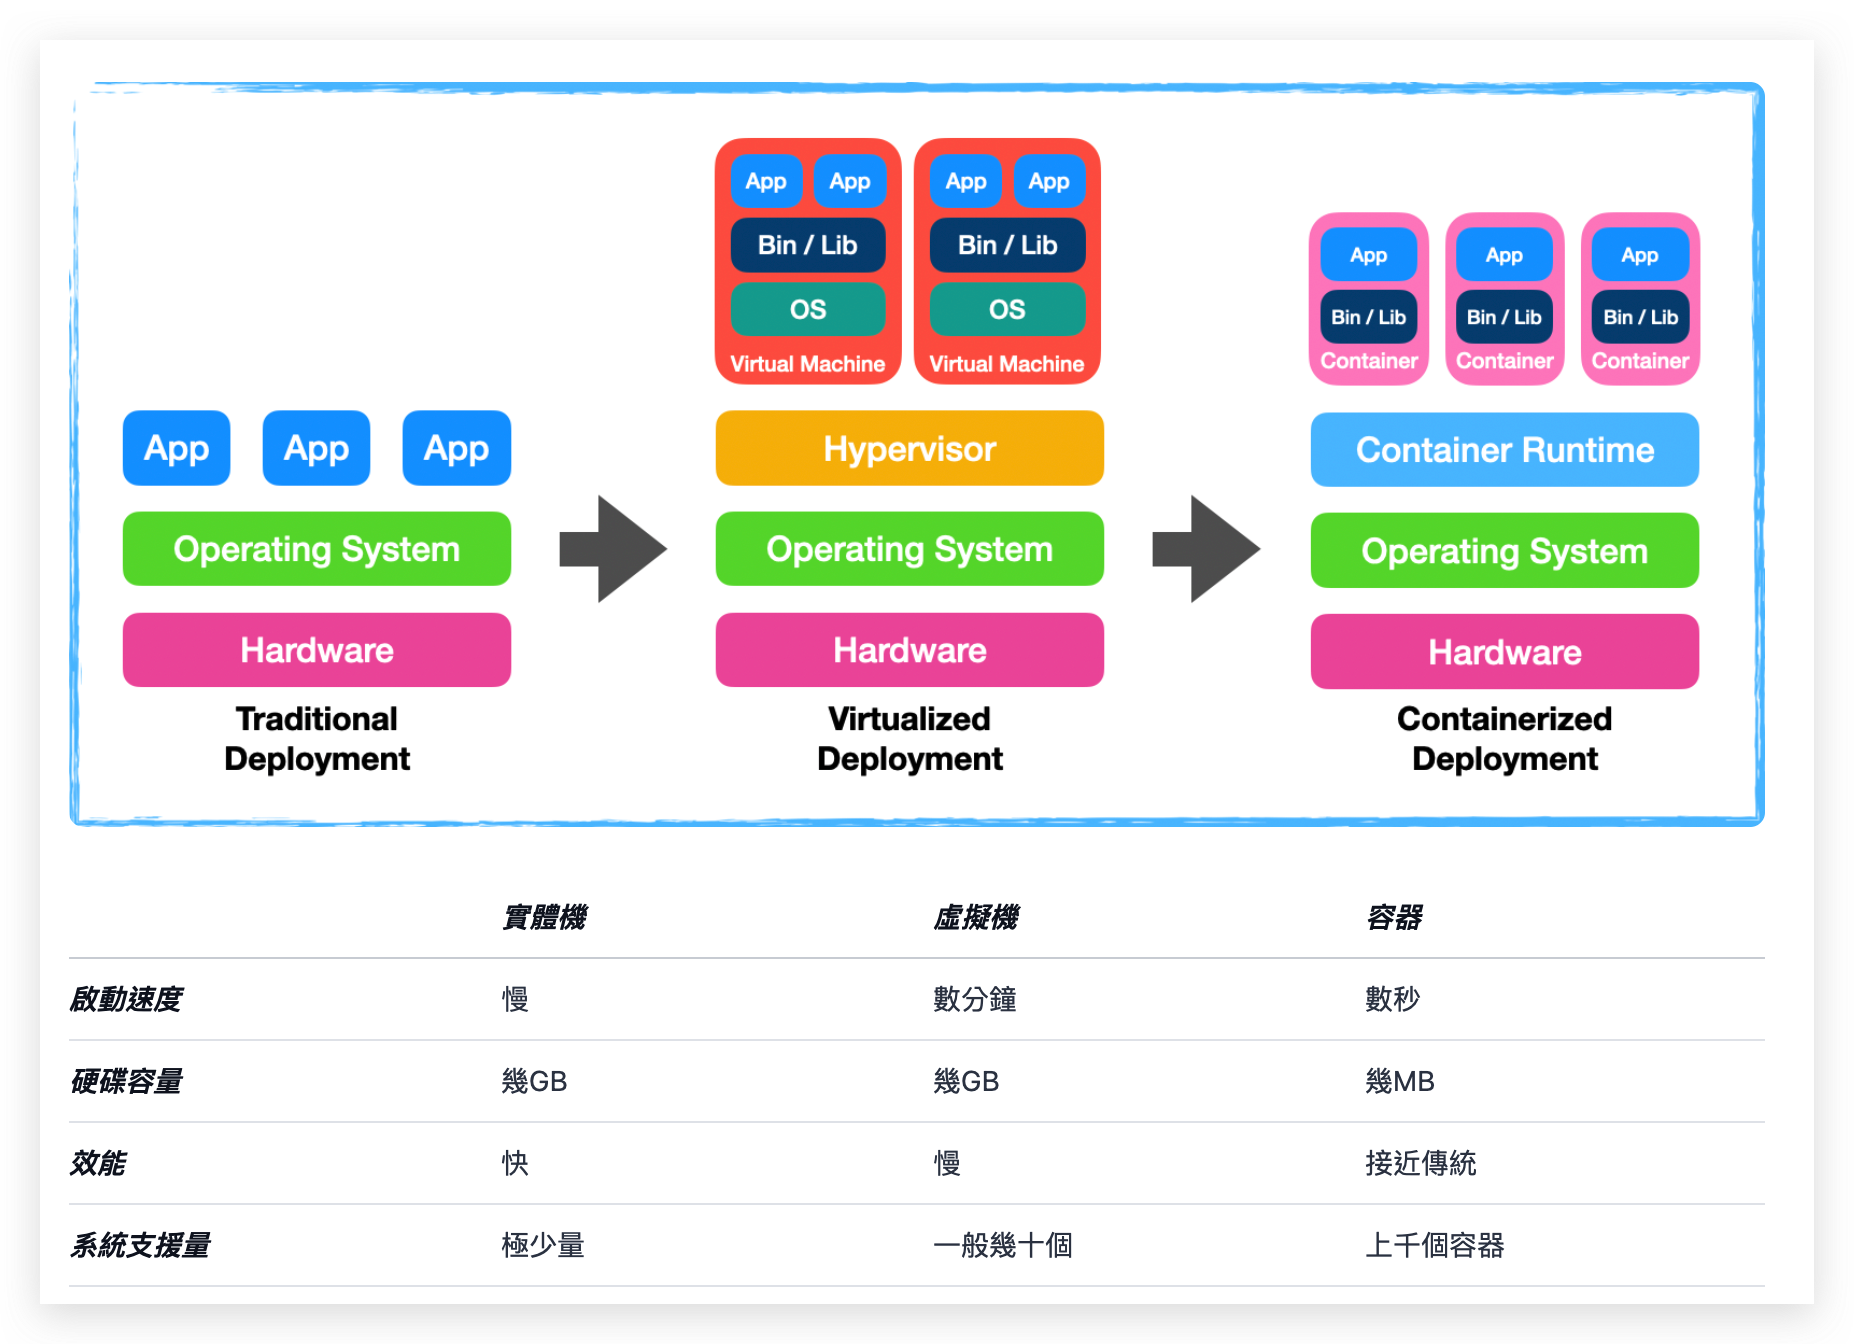 App App App
Operating System
Hardware
Traditional
Deployment
App App App App
Bin / Lib Bin / Lib
OS OS
Virtual Machine Virtual Machine
Hypervisor
Operating System
Hardware
Virtualized
Deployment
App App App
Bin / Lib Bin / Lib Bin / Lib
Container Container Container
Container Runtime
Operating System
Hardware
Containerized
Deployment
實體機 虛擬機 容器
啟動速度 慢 數分鐘 數秒
硬碟容量 幾GB 幾GB 幾MB
效能 快 慢 接近傳統
系統支援量 極少量 一般幾十個 上千個容器